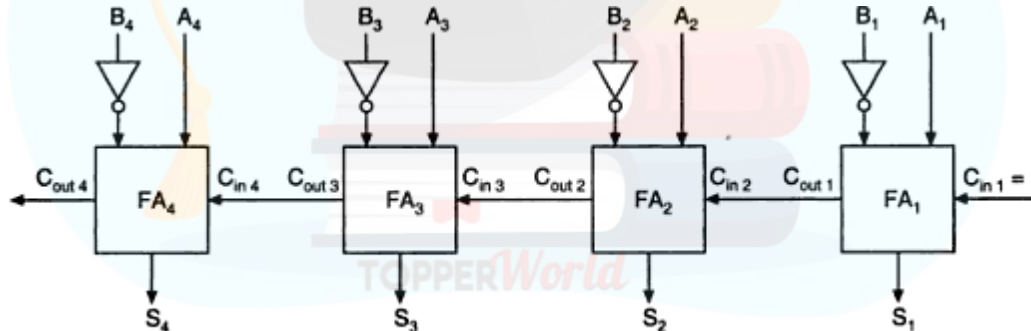 B4 A4 B3 A3 B2 A2 B1 A1
Cout 4 Cin 4 Cout 3 Cin 3 Cout 2 Cin 2 Cout 1 Cin 1 =
FA4 FA3 FA2 FA1
TOPPERWorld
S4 S3 S2 S1